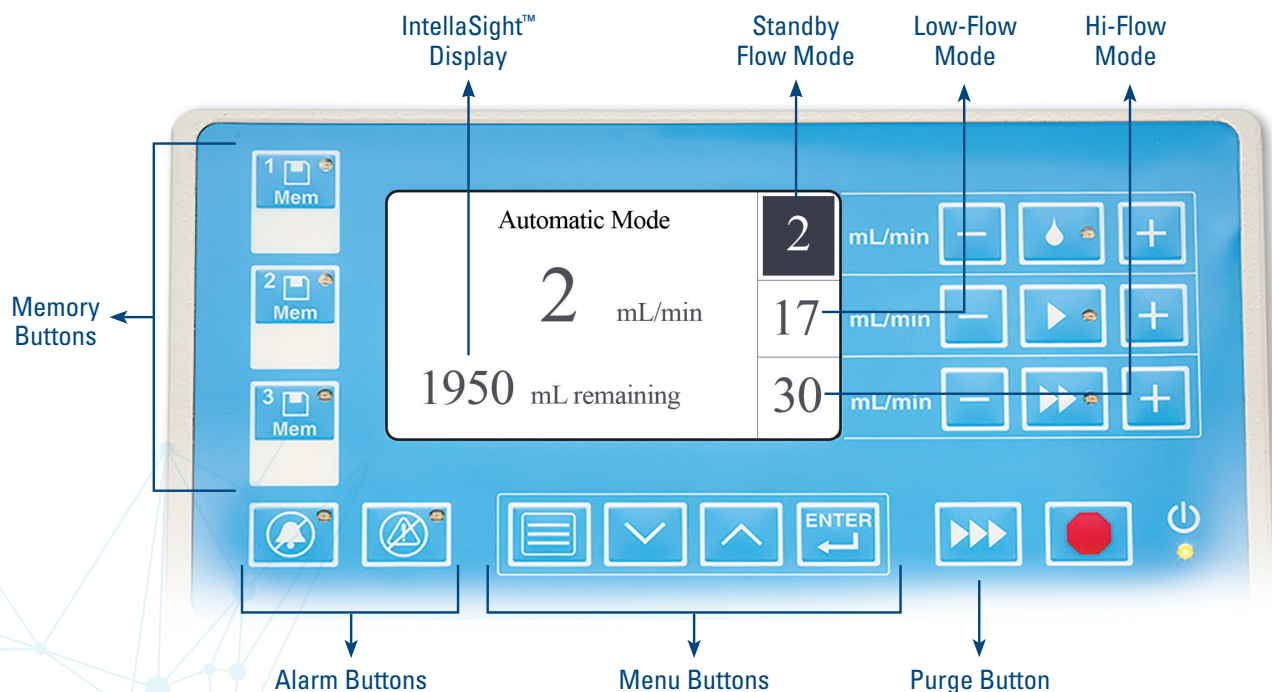 IntellaSight™
Display
Standby
Flow Mode
Low-Flow
Mode
Hi-Flow
Mode
Memory
Buttons
1
Mem
2
Mem
3
Mem
Automatic Mode
2 mL/min
1950 mL remaining
2 mL/min
17 mL/min
30 mL/min
ENTER
Alarm Buttons
Menu Buttons
Purge Button